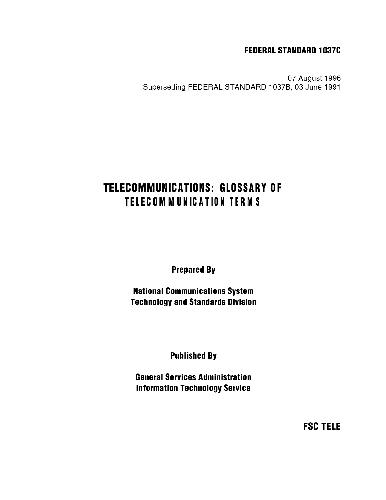 FEDERAL STANDARD 1037C
07 August 1996
Superseding FEDERAL STANDARD 1037B, 03 June 1991
TELECOMMUNICATIONS: GLOSSARY OF
TELECOMMUNICATION TERMS
Prepared By
National Communications System
Technology and Standards Division
Published By
General Services Administration
Information Technology Service
FSC TELE